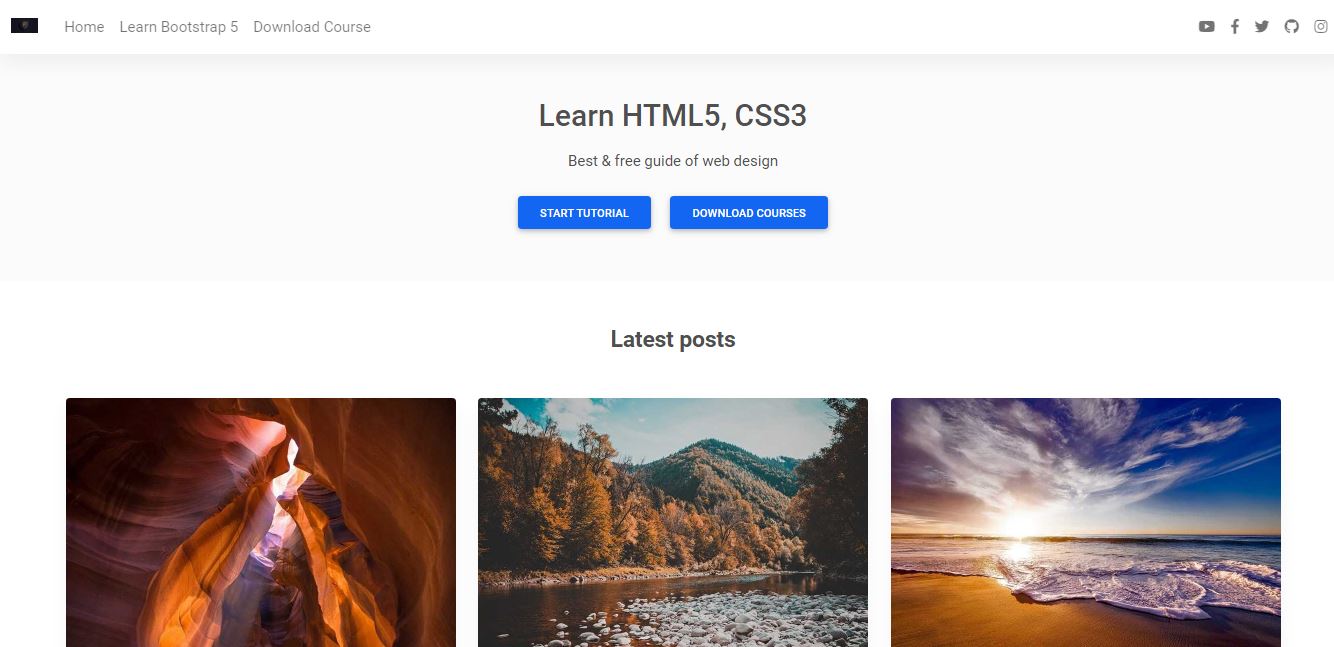 Home Learn Bootstrap 5 Download Course
Learn HTML5, CSS3
Best & free guide of web design
START TUTORIAL DOWNLOAD COURSES
Latest posts